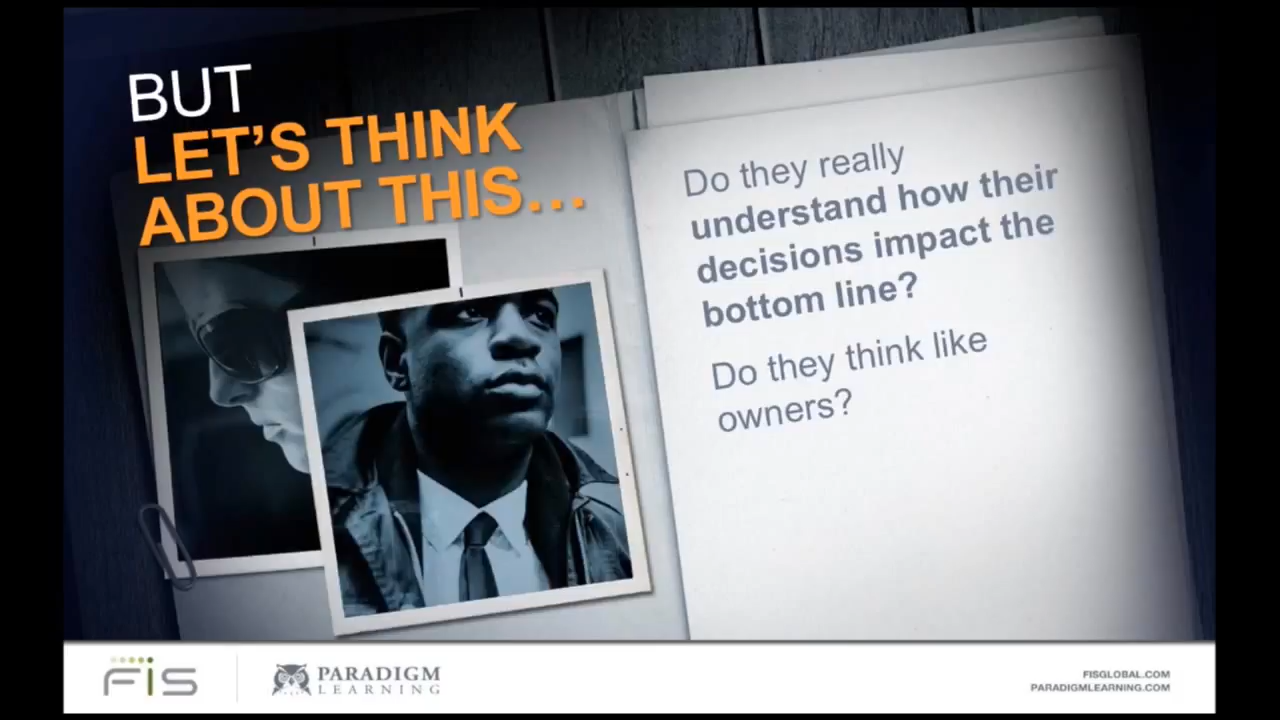 BUT
LET'S THINK
ABOUT THIS...
Do they really
understand how their
decisions impact the
bottom line?
Do they think like
owners?
FIS
PARADIGM
LEARNING
FISGLOBAL.COM
PARADIGMLEARNING.COM